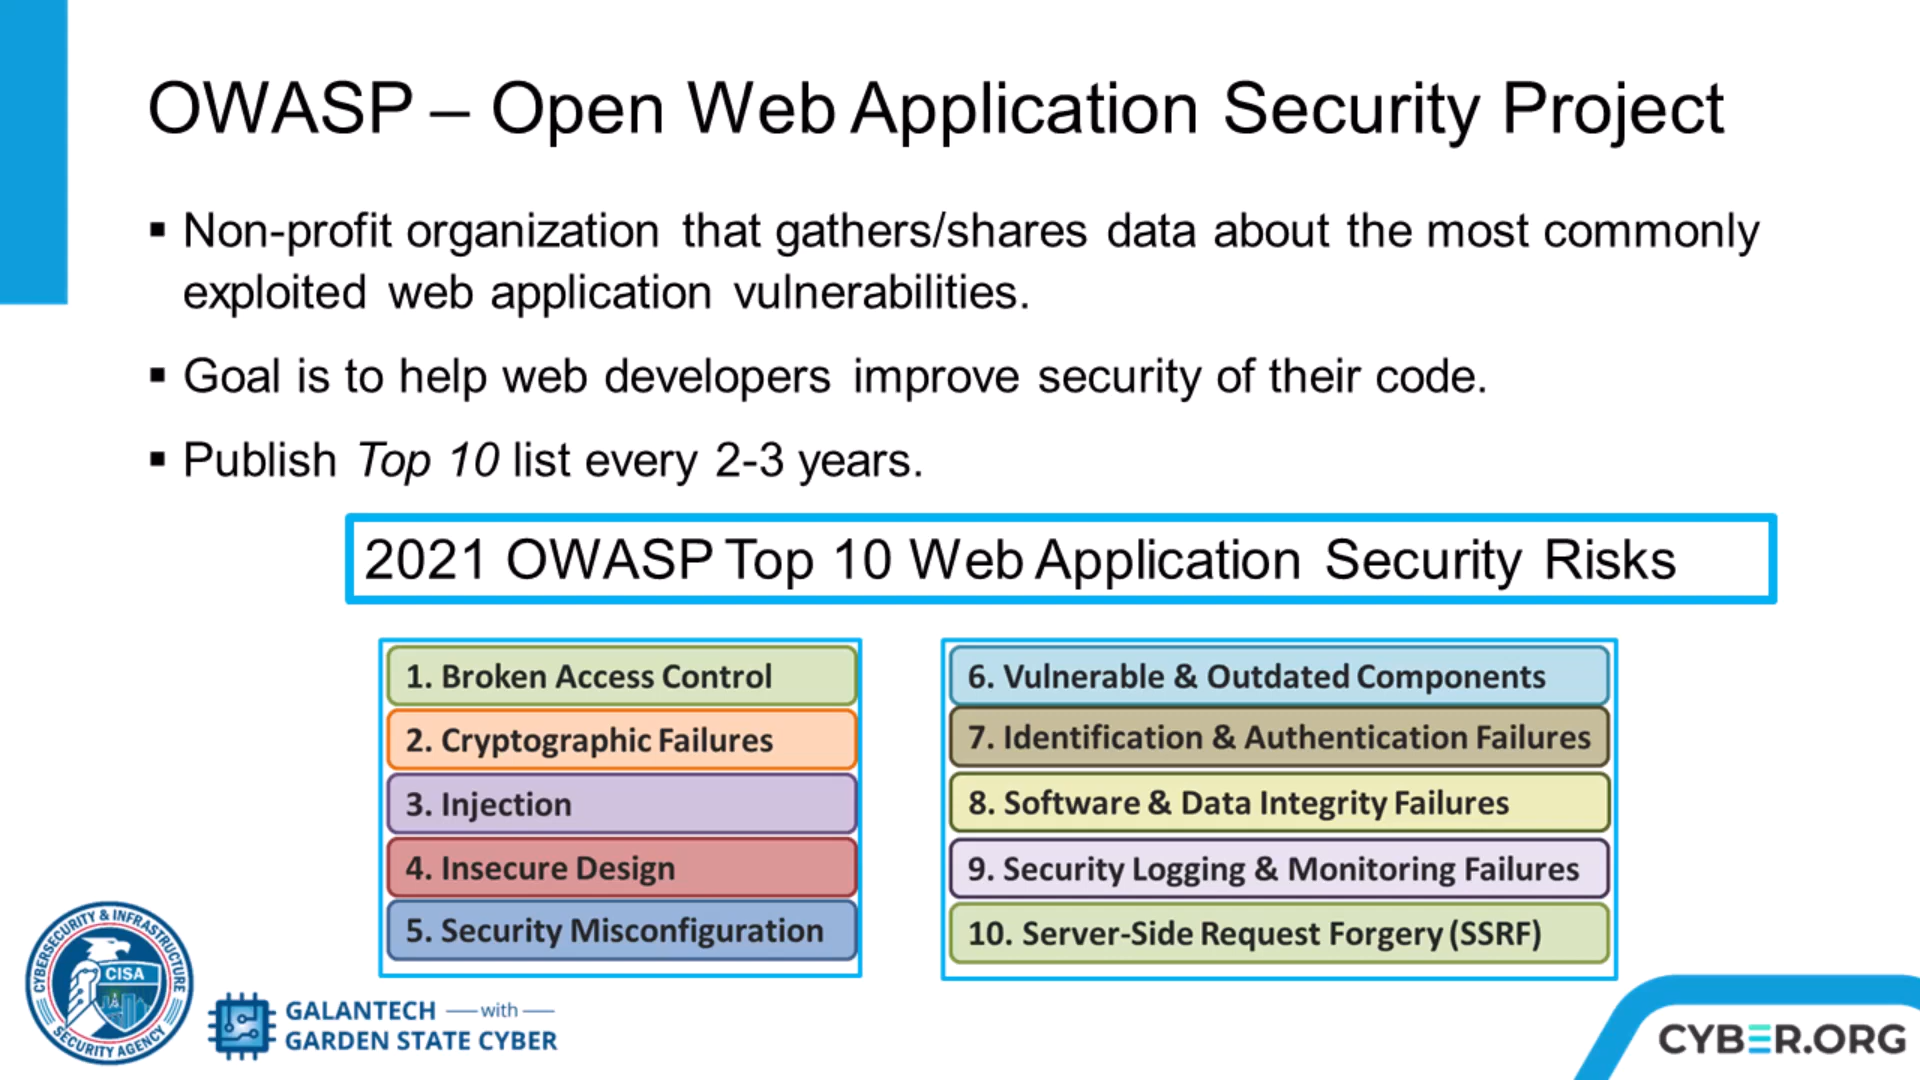 OWASP – Open Web Application Security Project
▪ Non-profit organization that gathers/shares data about the most commonly
exploited web application vulnerabilities.
▪ Goal is to help web developers improve security of their code.
▪ Publish Top 10 list every 2-3 years.
2021 OWASP Top 10 Web Application Security Risks
1. Broken Access Control
2. Cryptographic Failures
3. Injection
4. Insecure Design
5. Security Misconfiguration
6. Vulnerable & Outdated Components
7. Identification & Authentication Failures
8. Software & Data Integrity Failures
9. Security Logging & Monitoring Failures
10. Server-Side Request Forgery (SSRF)
CYBERSECURITY & INFRASTRUCTURE
CISA
SECURITY AGENCY
GALANTECH — with —
GARDEN STATE CYBER
CYBER.ORG